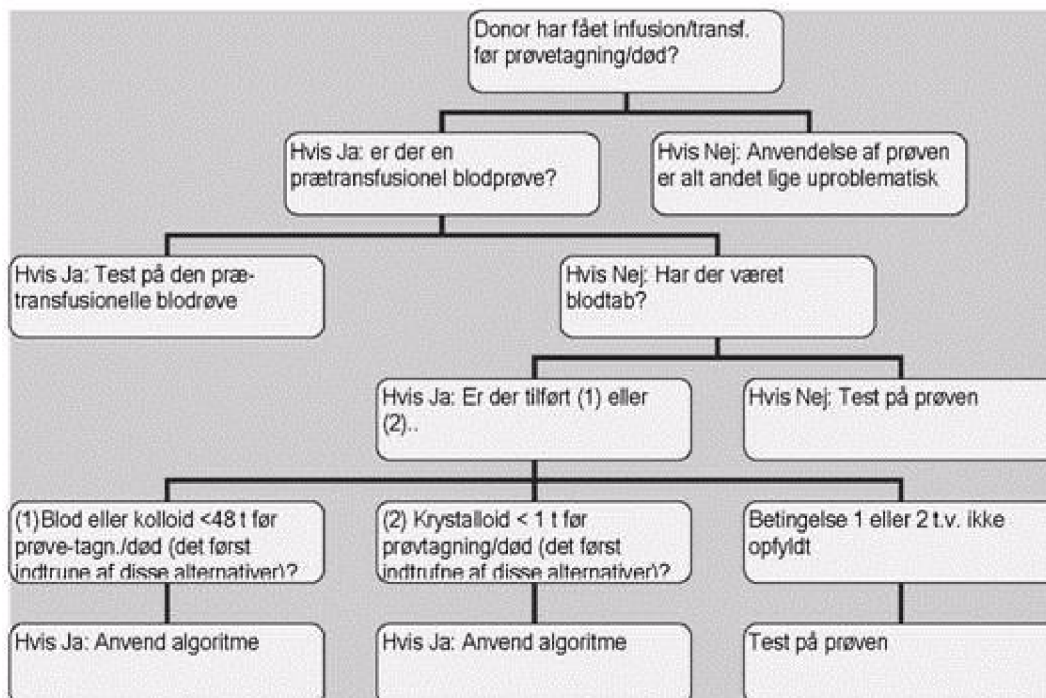 Donor har fået infusion/transf.
før prøvetagning/død?
Hvis Ja: er der en
prætransfusionel blodprøve?
Hvis Nej: Anvendelse af prøven
er alt andet lige uproblematisk
Hvis Ja: Test på den præ-
transfusionelle blodrøve
Hvis Nej: Har der været
blodtab?
Hvis Ja: Er der tilført (1) eller
(2)..
Hvis Nej: Test på prøven
(1)Blod eller kolloid <48 t før
prøve-tagn./død (det først
indtrune af disse alternativer)?
(2) Krystalloid < 1 t før
prøvtagning/død (det først
indtrufne af disse alternativer)?
Betingelse 1 eller 2 t.v. ikke
opfyldt
Hvis Ja: Anvend algoritme
Hvis Ja: Anvend algoritme
Test på prøven